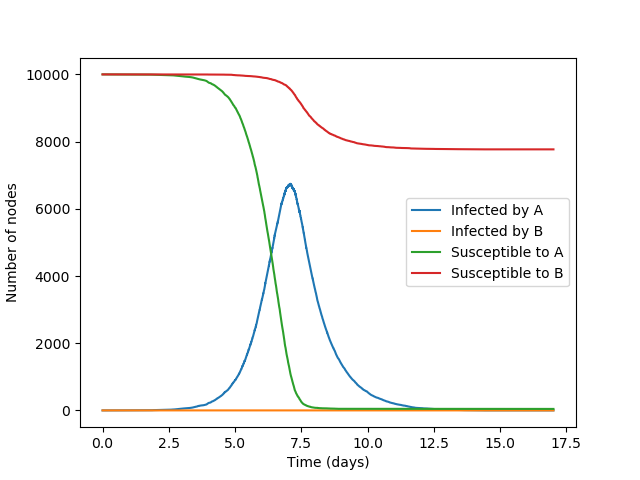 10000
8000
6000
4000
2000
0
Number of nodes
0.0 2.5 5.0 7.5 10.0 12.5 15.0 17.5
Time (days)
Infected by A
Infected by B
Susceptible to A
Susceptible to B